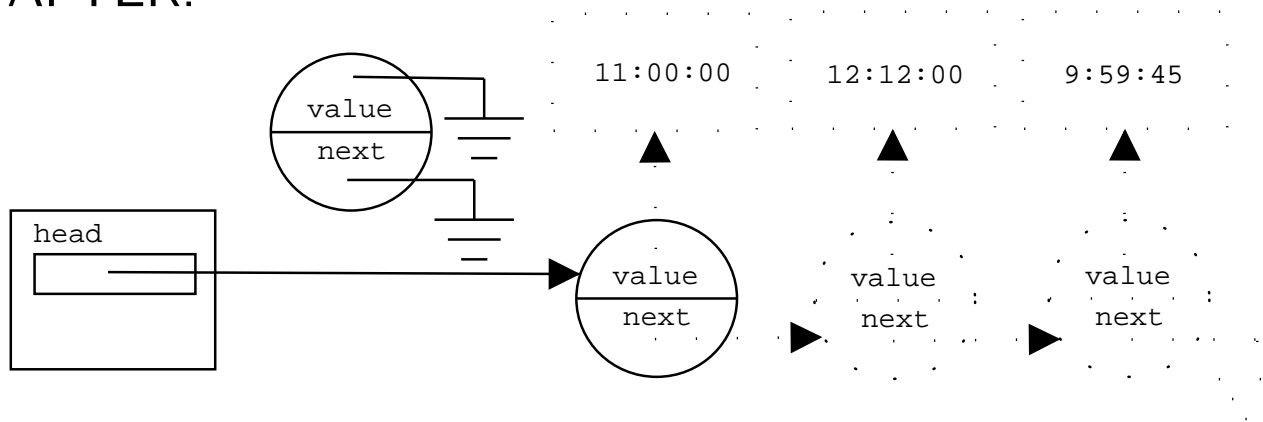 AFTER:
11:00:00 12:12:00 9:59:45
value
next
head
value value value
next next next